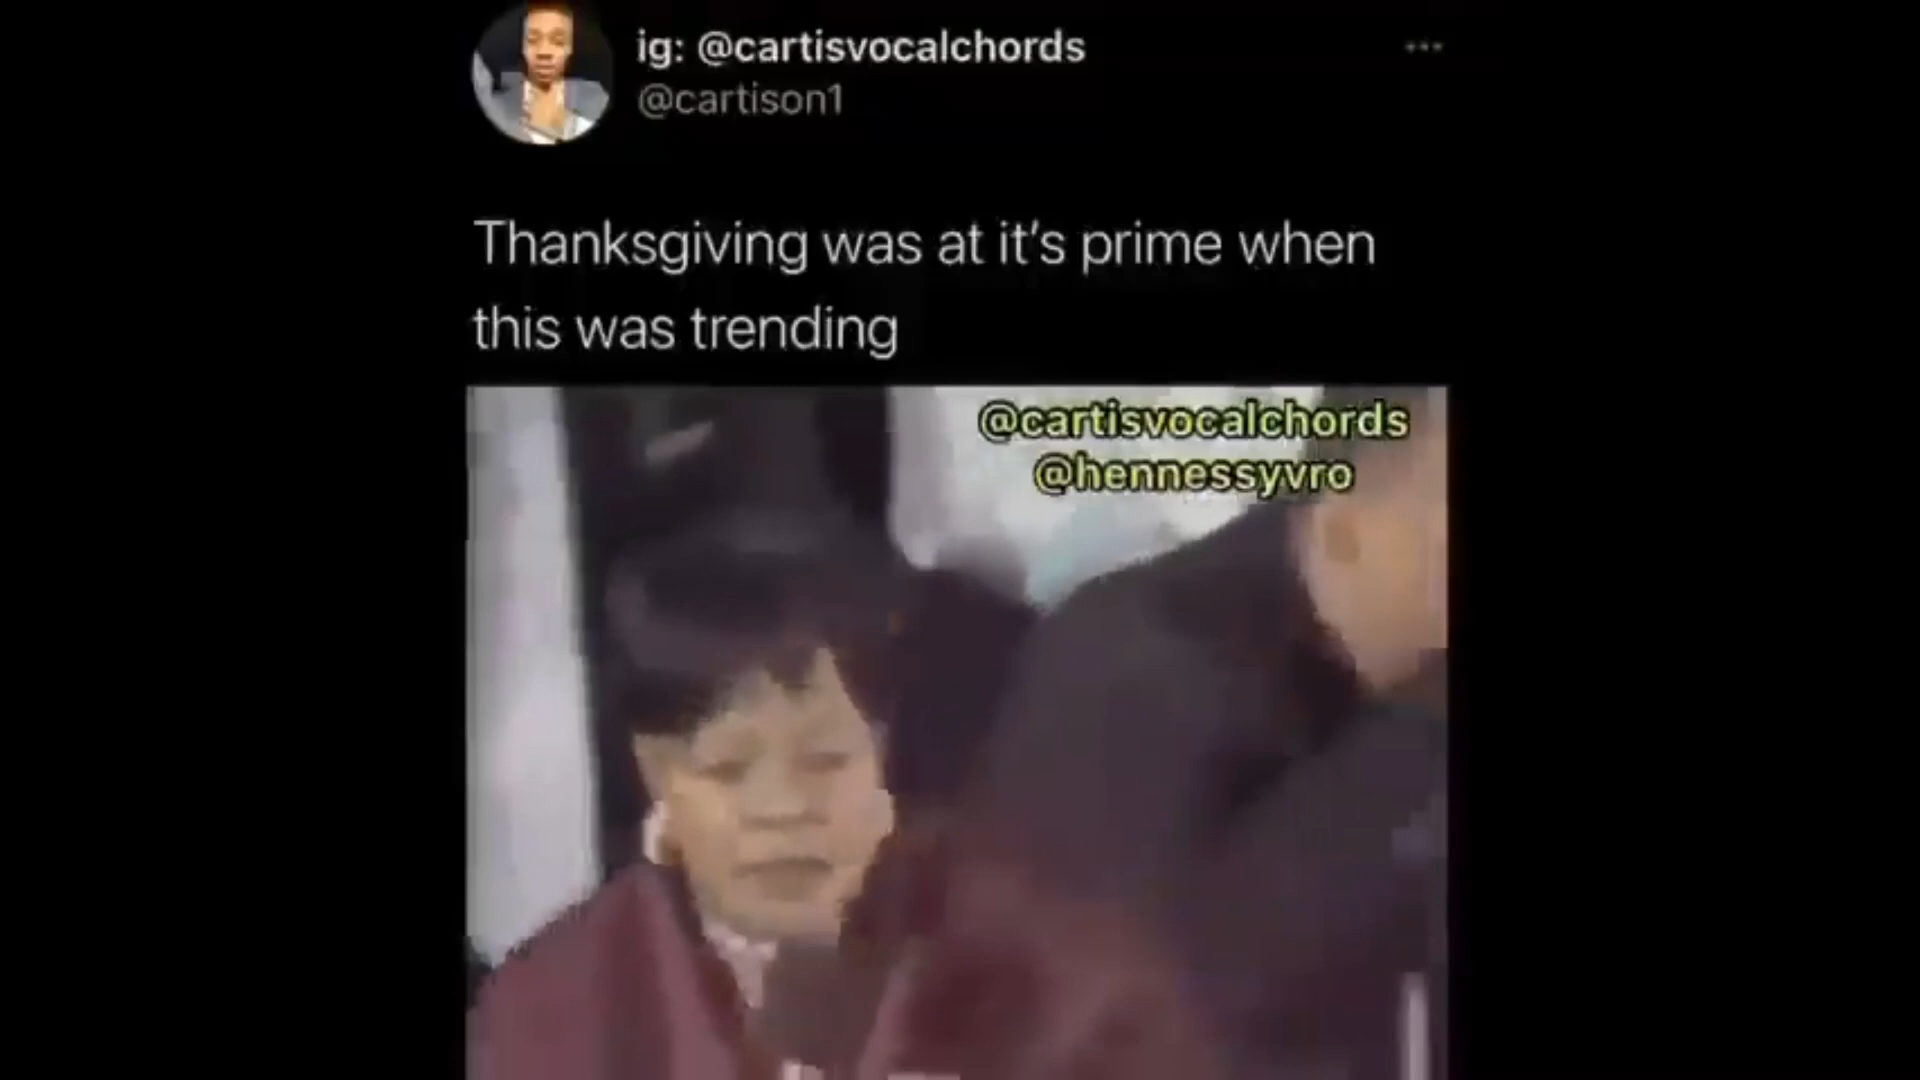 ig: @cartisvocalchords
@cartison1
Thanksgiving was at it's prime when
this was trending
@cartisvocalchords
@hennessyvro